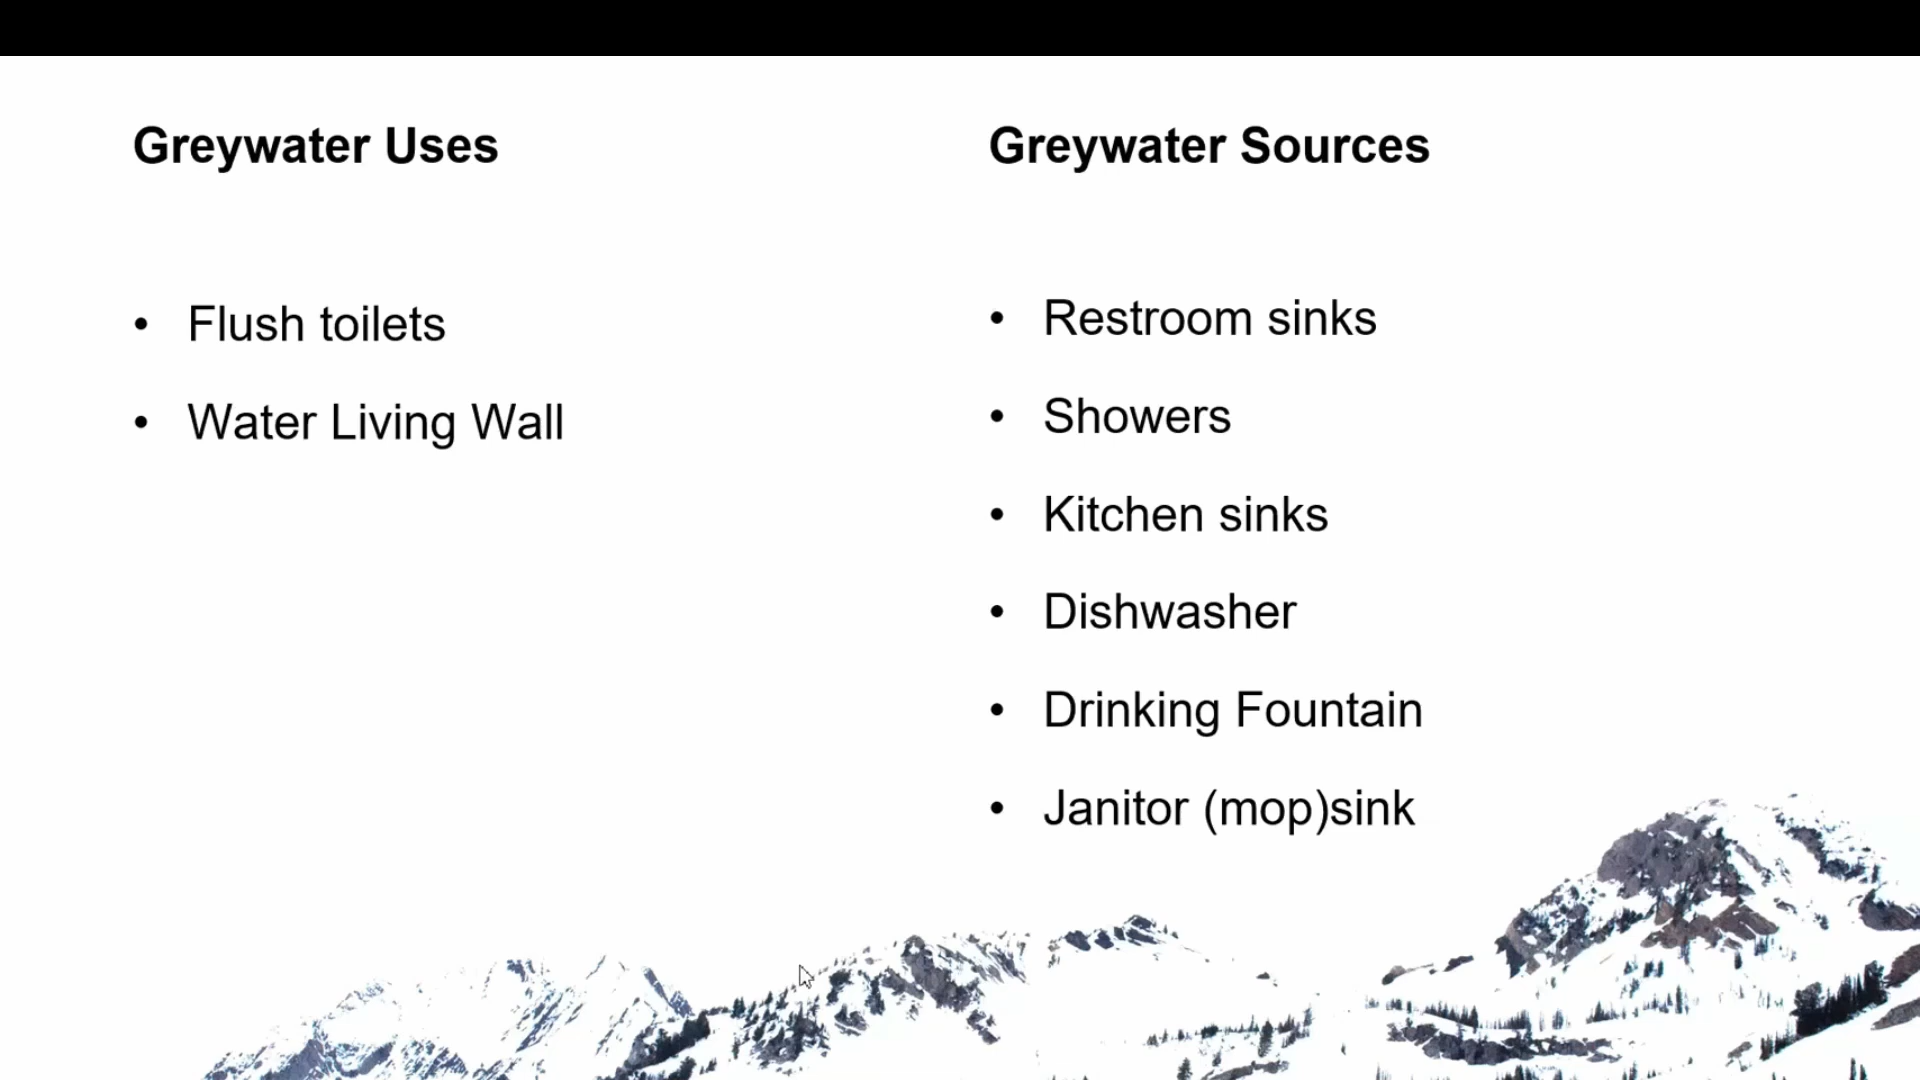 Greywater Uses
• Flush toilets
• Water Living Wall
Greywater Sources
• Restroom sinks
• Showers
• Kitchen sinks
• Dishwasher
• Drinking Fountain
• Janitor (mop)sink